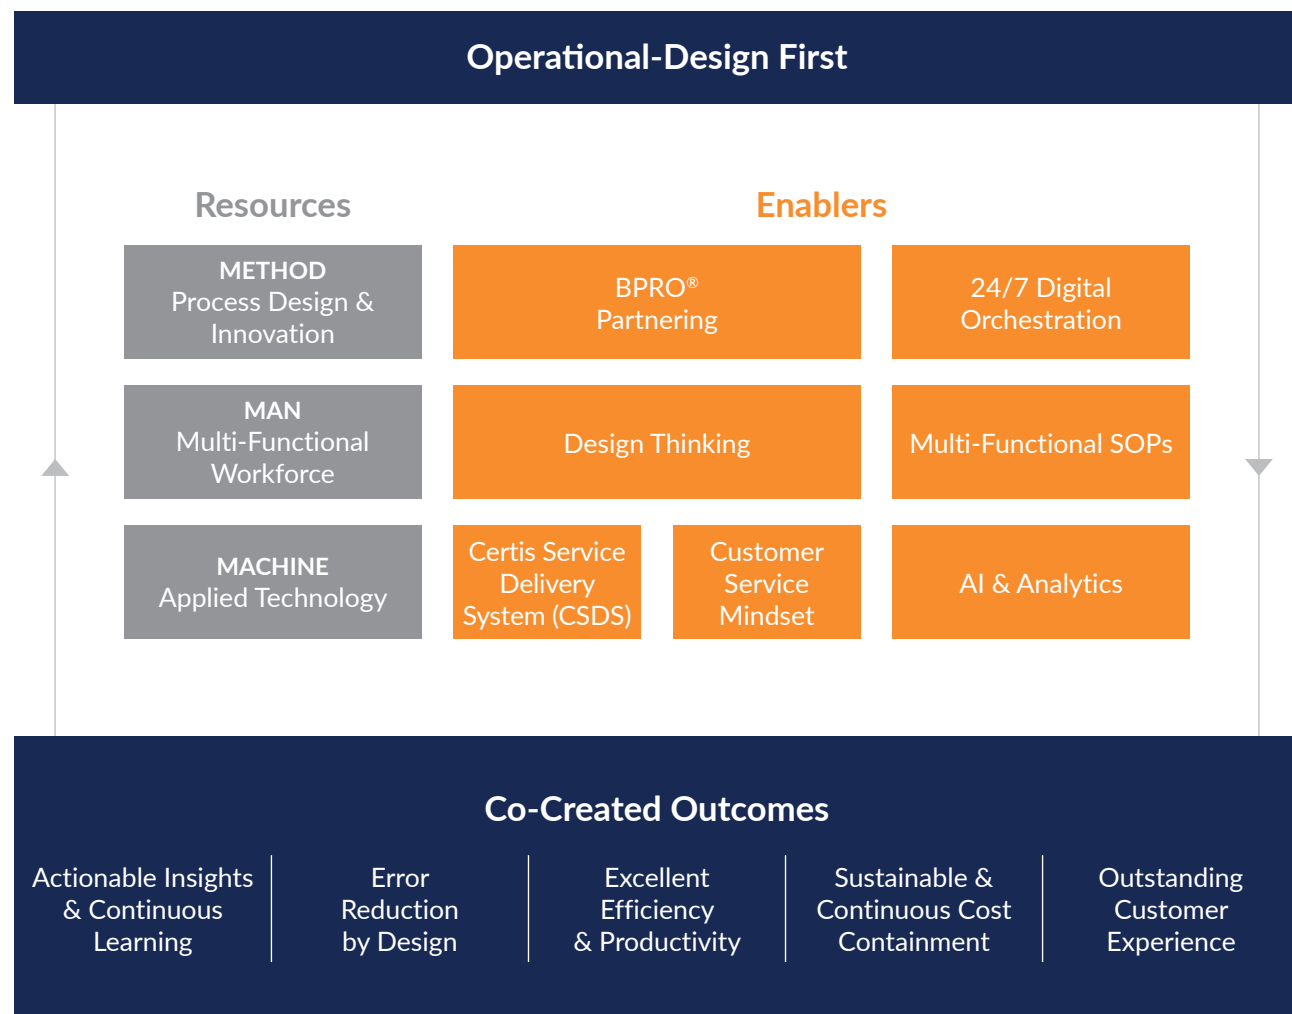 Operational-Design First
Resources
Enablers
METHOD
Process Design &
Innovation
BPRO®
Partnering
24/7 Digital
Orchestration
MAN
Multi-Functional
Workforce
Design Thinking
Multi-Functional SOPs
MACHINE
Applied Technology
Certis Service
Delivery
System (CSDS)
Customer
Service
Mindset
AI & Analytics
Co-Created Outcomes
Actionable Insights
& Continuous
Learning
Error
Reduction
by Design
Excellent
Efficiency
& Productivity
Sustainable &
Continuous Cost
Containment
Outstanding
Customer
Experience